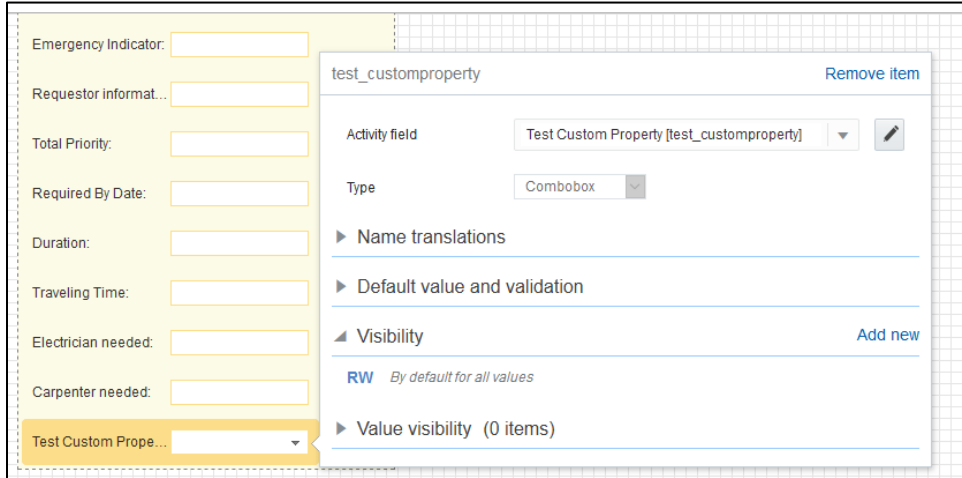 Emergency Indicator:
Requestor informat...
Total Priority:
Required By Date:
Duration:
Traveling Time:
Electrician needed:
Carpenter needed:
Test Custom Prope...
test_customproperty Remove item
Activity field Test Custom Property [test_customproperty]
Type Combobox
Name translations
Default value and validation
Visibility Add new
RW By default for all values
Value visibility (0 items)